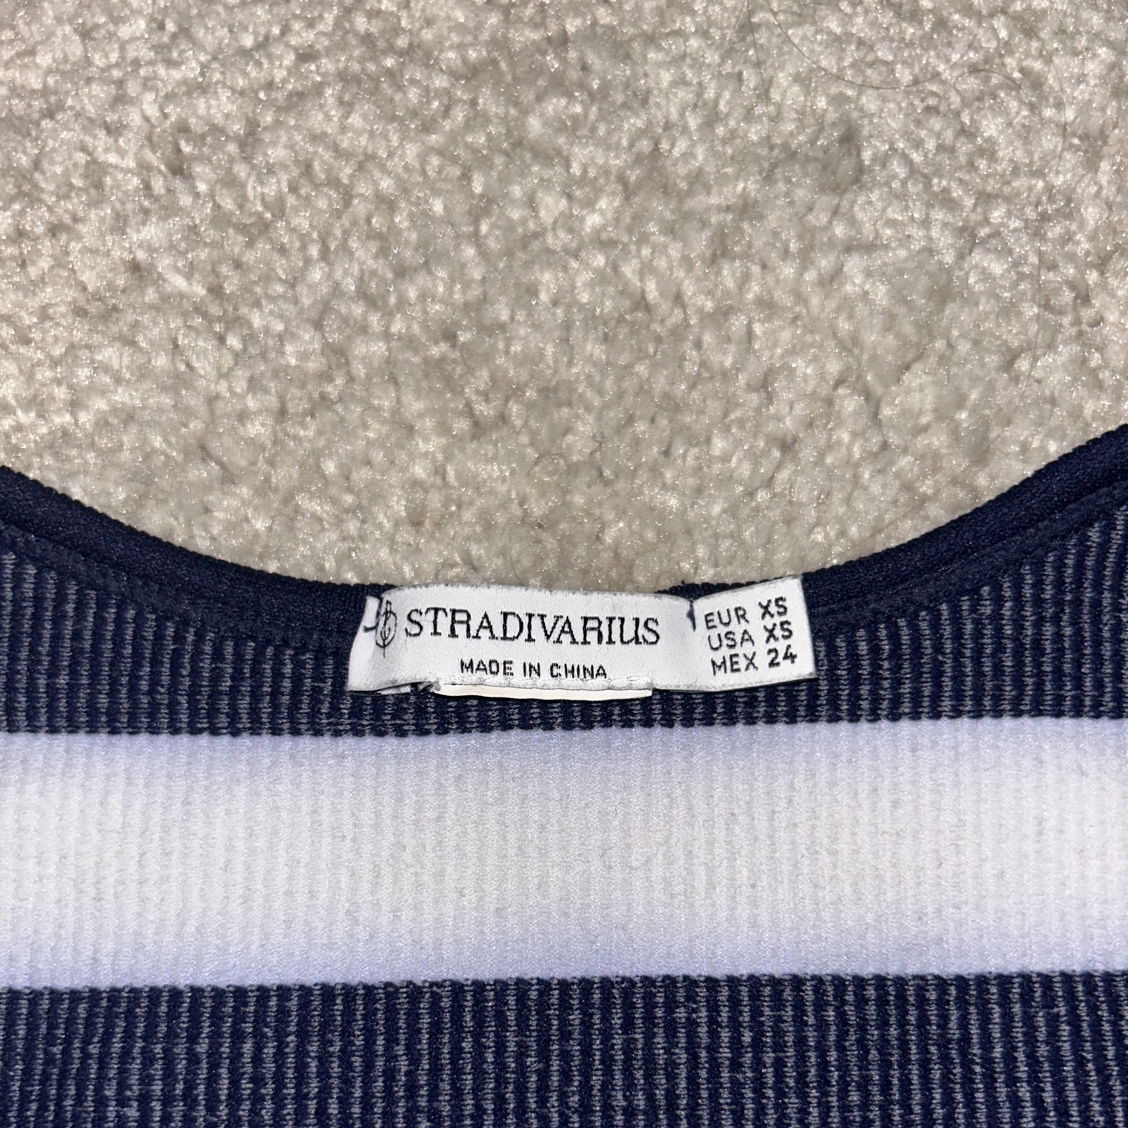 STRADIVARIUS
MADE IN CHINA
EUR XS
USA XS
MEX 24